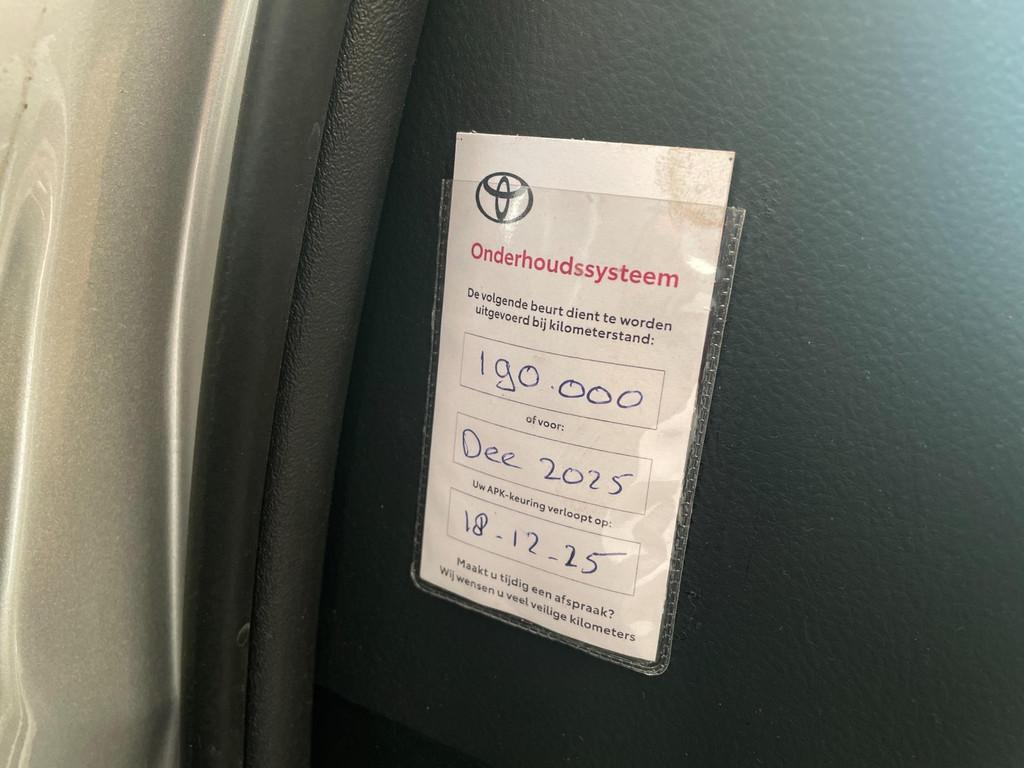 Onderhoudssysteem
De volgende beurt dient te worden
uitgevoerd bij kilometerstand:
190.000
of voor:
Dec 2025
Uw APK-keuring verloopt op:
18-12-25
Maakt u tijdig een afspraak?
Wij wensen u veel veilige kilometers